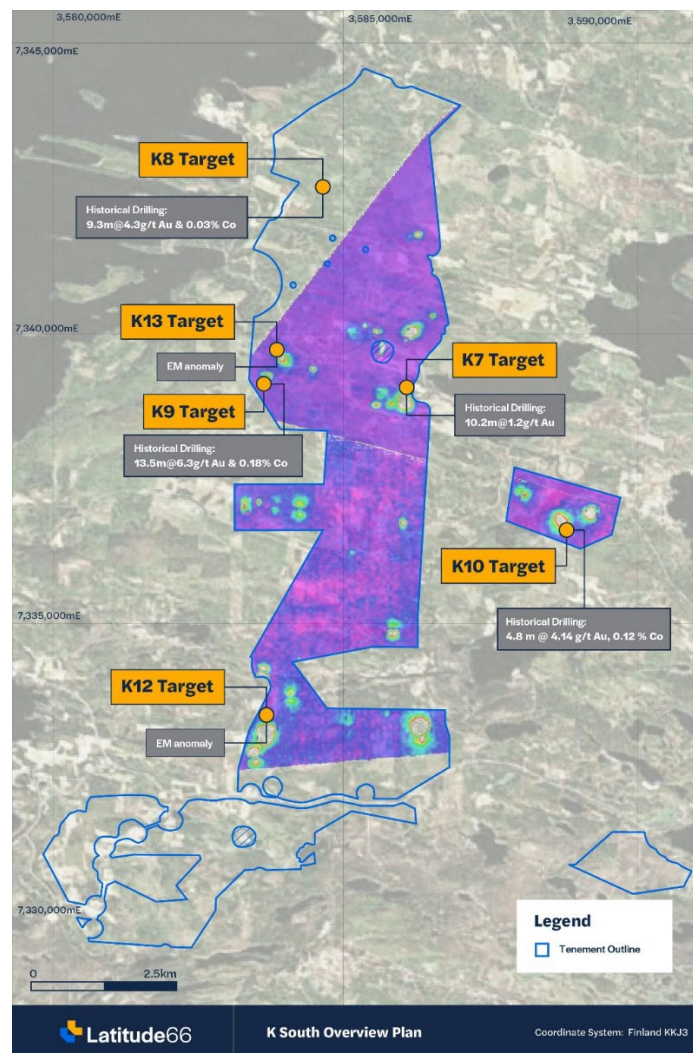 3,580,000mE
3,585,000mE
3,590,000mE
7,345,000mE
K8 Target
Historical Drilling:
9.3m@4.3g/t Au & 0.03% Co
7,340,000mE
K13 Target
EM anomaly
K9 Target
Historical Drilling:
13.5m@6.3g/t Au & 0.18% Co
K7 Target
Historical Drilling:
10.2m@1.2g/t Au
K10 Target
Historical Drilling:
4.8 m @ 4.14 g/t Au, 0.12 % Co
7,335,000mE
K12 Target
EM anomaly
7,330,000mE
Legend
Tenement Outline
0 2.5km
Latitude66
K South Overview Plan
Coordinate System: Finland KKJ3